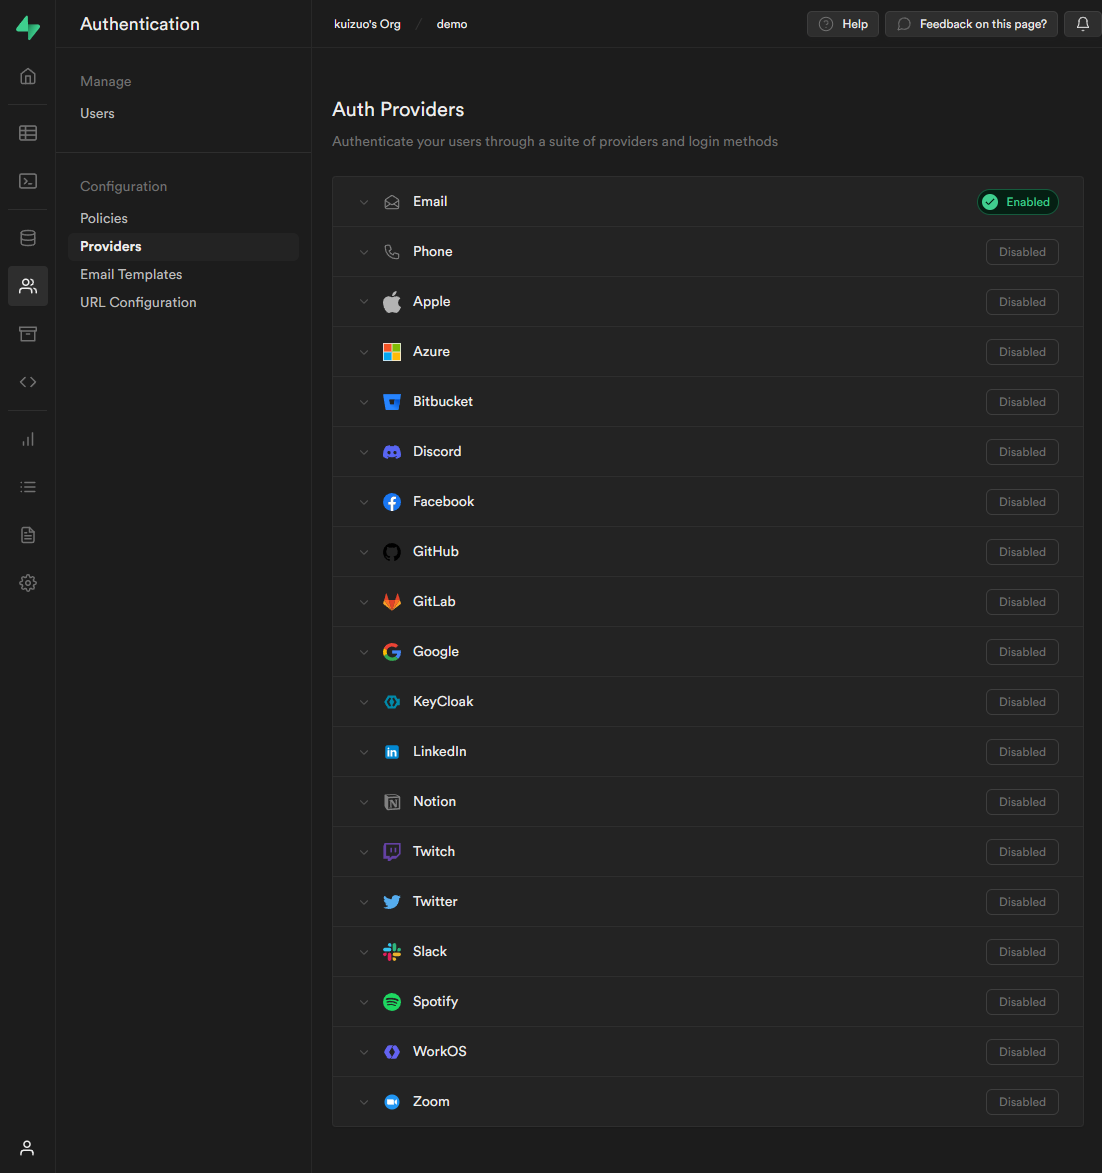 Authentication
kuizuo's Org / demo
Help
Feedback on this page?
Manage
Users
Configuration
Policies
Providers
Email Templates
URL Configuration
Auth Providers
Authenticate your users through a suite of providers and login methods
Email Enabled
Phone Disabled
Apple Disabled
Azure Disabled
Bitbucket Disabled
Discord Disabled
Facebook Disabled
GitHub Disabled
GitLab Disabled
Google Disabled
KeyCloak Disabled
LinkedIn Disabled
Notion Disabled
Twitch Disabled
Twitter Disabled
Slack Disabled
Spotify Disabled
WorkOS Disabled
Zoom Disabled